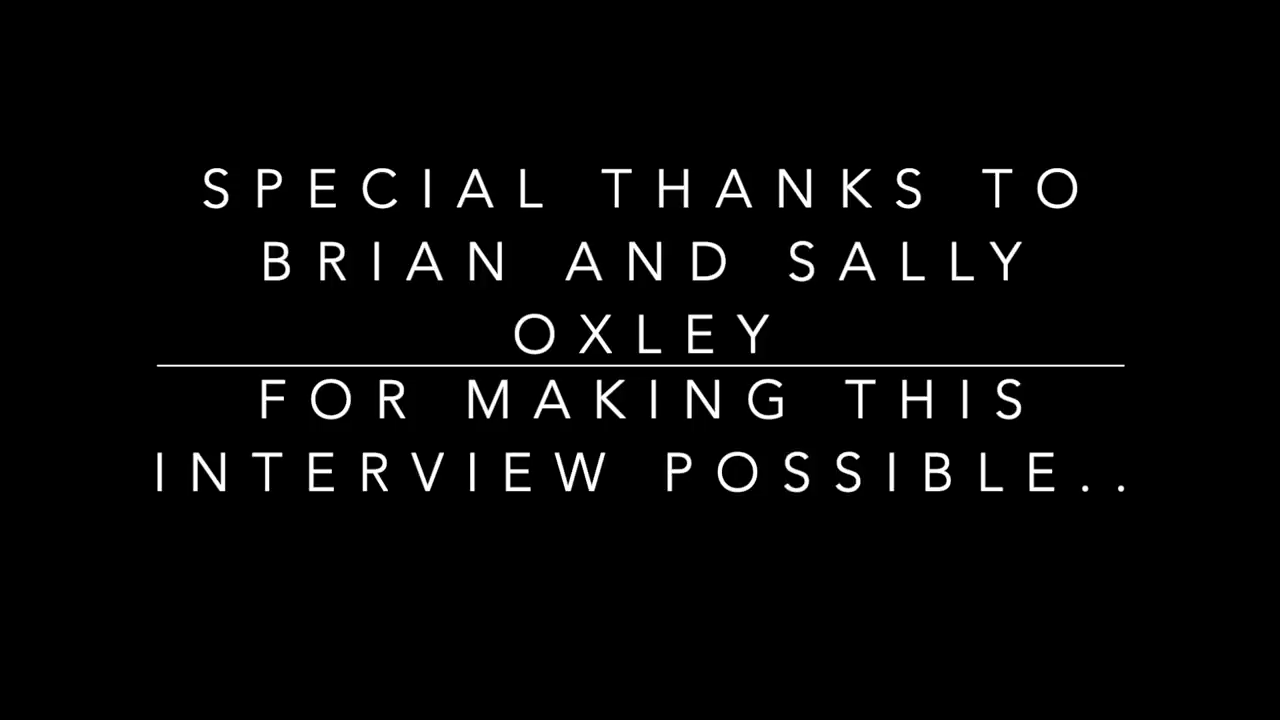 SPECIAL THANKS TO
BRIAN AND SALLY
OXLEY
FOR MAKING THIS
INTERVIEW POSSIBLE..